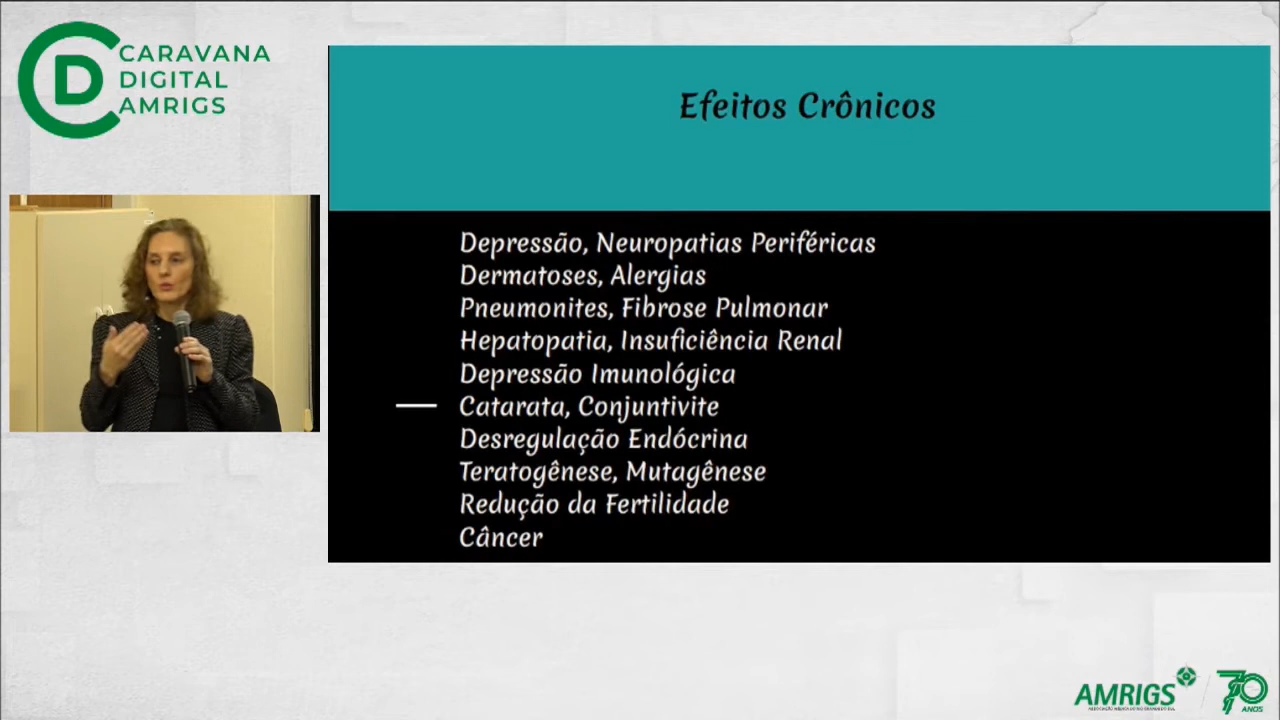 CARAVANA
DIGITAL
AMRIGS
Efeitos Crônicos
Depressão, Neuropatias Periféricas
Dermatoses, Alergias
Pneumonites, Fibrose Pulmonar
Hepatopatia, Insuficiência Renal
Depressão Imunológica
Catarata, Conjuntivite
Desregulação Endócrina
Teratogênese, Mutagênese
Redução da Fertilidade
Câncer
AMRIGS
70
ANOS